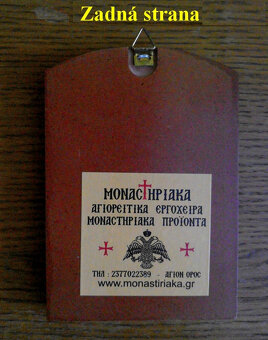 Zadná strana
ΜΟΝΑΣΤΗΡΙΑΚΑ
ΑΓΙΟΡΕΙΤΙΚΑ ΕΡΓΟΧΕΙΡΑ
ΜΟΝΑΣΤΗΡΙΑΚΑ ΠΡΟΪΟΝΤΑ
ΤΗΛ : 2377022389 - ΑΓΙΟΝ ΟΡΟΣ
www.monastiriaka.gr